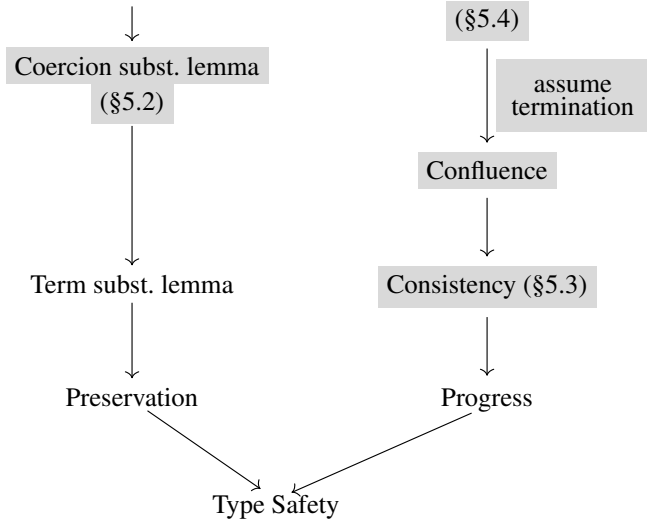 (§5.4)
Coercion subst. lemma
(§5.2)
assume
termination
Confluence
Term subst. lemma
Consistency (§5.3)
Preservation
Progress
Type Safety